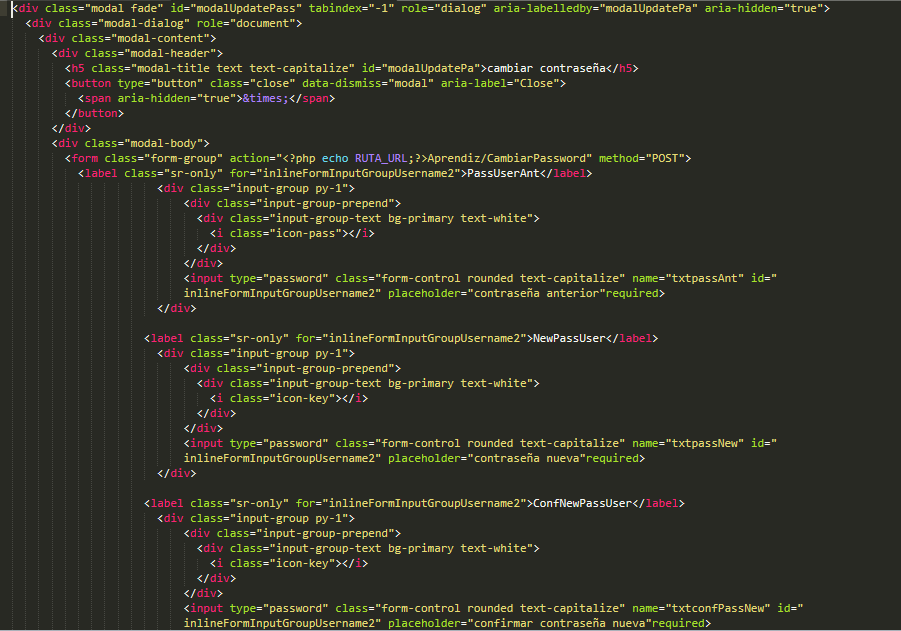 <div class="modal fade" id="modalUpdatePass" tabindex="-1" role="dialog" aria-labelledby="modalUpdatePa" aria-hidden="true">
<div class="modal-dialog" role="document">
<div class="modal-content">
<div class="modal-header">
<h5 class="modal-title text text-capitalize" id="modalUpdatePa">cambiar contraseña</h5>
<button type="button" class="close" data-dismiss="modal" aria-label="Close">
<span aria-hidden="true">&times;</span>
</button>
</div>
<div class="modal-body">
<form class="form-group" action="<?php echo RUTA_URL;?>Aprendiz/CambiarPassword" method="POST">
<label class="sr-only" for="inlineFormInputGroupUsername2">PassUserAnt</label>
<div class="input-group py-1">
<div class="input-group-prepend">
<div class="input-group-text bg-primary text-white">
<i class="icon-pass"></i>
</div>
</div>
<input type="password" class="form-control rounded text-capitalize" name="txtpassAnt" id="
inlineFormInputGroupUsername2" placeholder="contraseña anterior"required>
</div>
<label class="sr-only" for="inlineFormInputGroupUsername2">NewPassUser</label>
<div class="input-group py-1">
<div class="input-group-prepend">
<div class="input-group-text bg-primary text-white">
<i class="icon-key"></i>
</div>
</div>
<input type="password" class="form-control rounded text-capitalize" name="txtpassNew" id="
inlineFormInputGroupUsername2" placeholder="contraseña nueva"required>
</div>
<label class="sr-only" for="inlineFormInputGroupUsername2">ConfNewPassUser</label>
<div class="input-group py-1">
<div class="input-group-prepend">
<div class="input-group-text bg-primary text-white">
<i class="icon-key"></i>
</div>
</div>
<input type="password" class="form-control rounded text-capitalize" name="txtconfPassNew" id="
inlineFormInputGroupUsername2" placeholder="confirmar contraseña nueva"required>